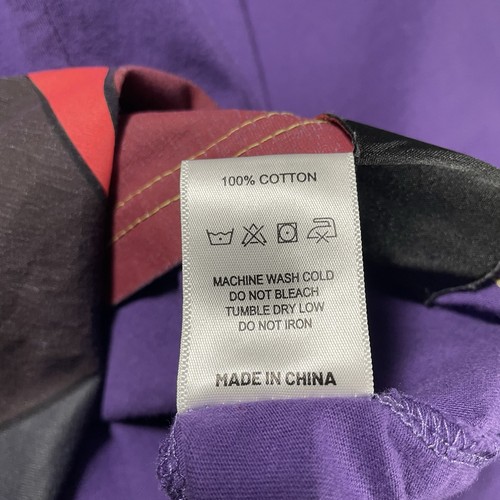 100% COTTON
MACHINE WASH COLD
DO NOT BLEACH
TUMBLE DRY LOW
DO NOT IRON
MADE IN CHINA